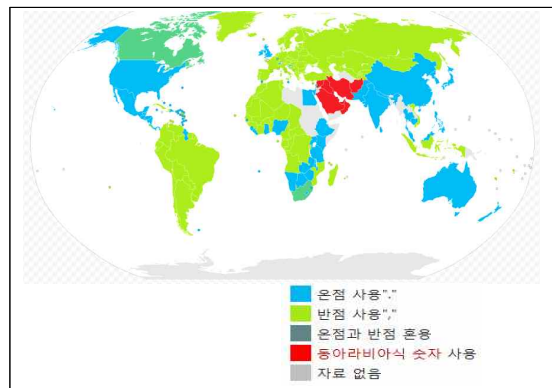 온점 사용"."
반점 사용","
온점과 반점 혼용
동아라비아식 숫자 사용
자료 없음